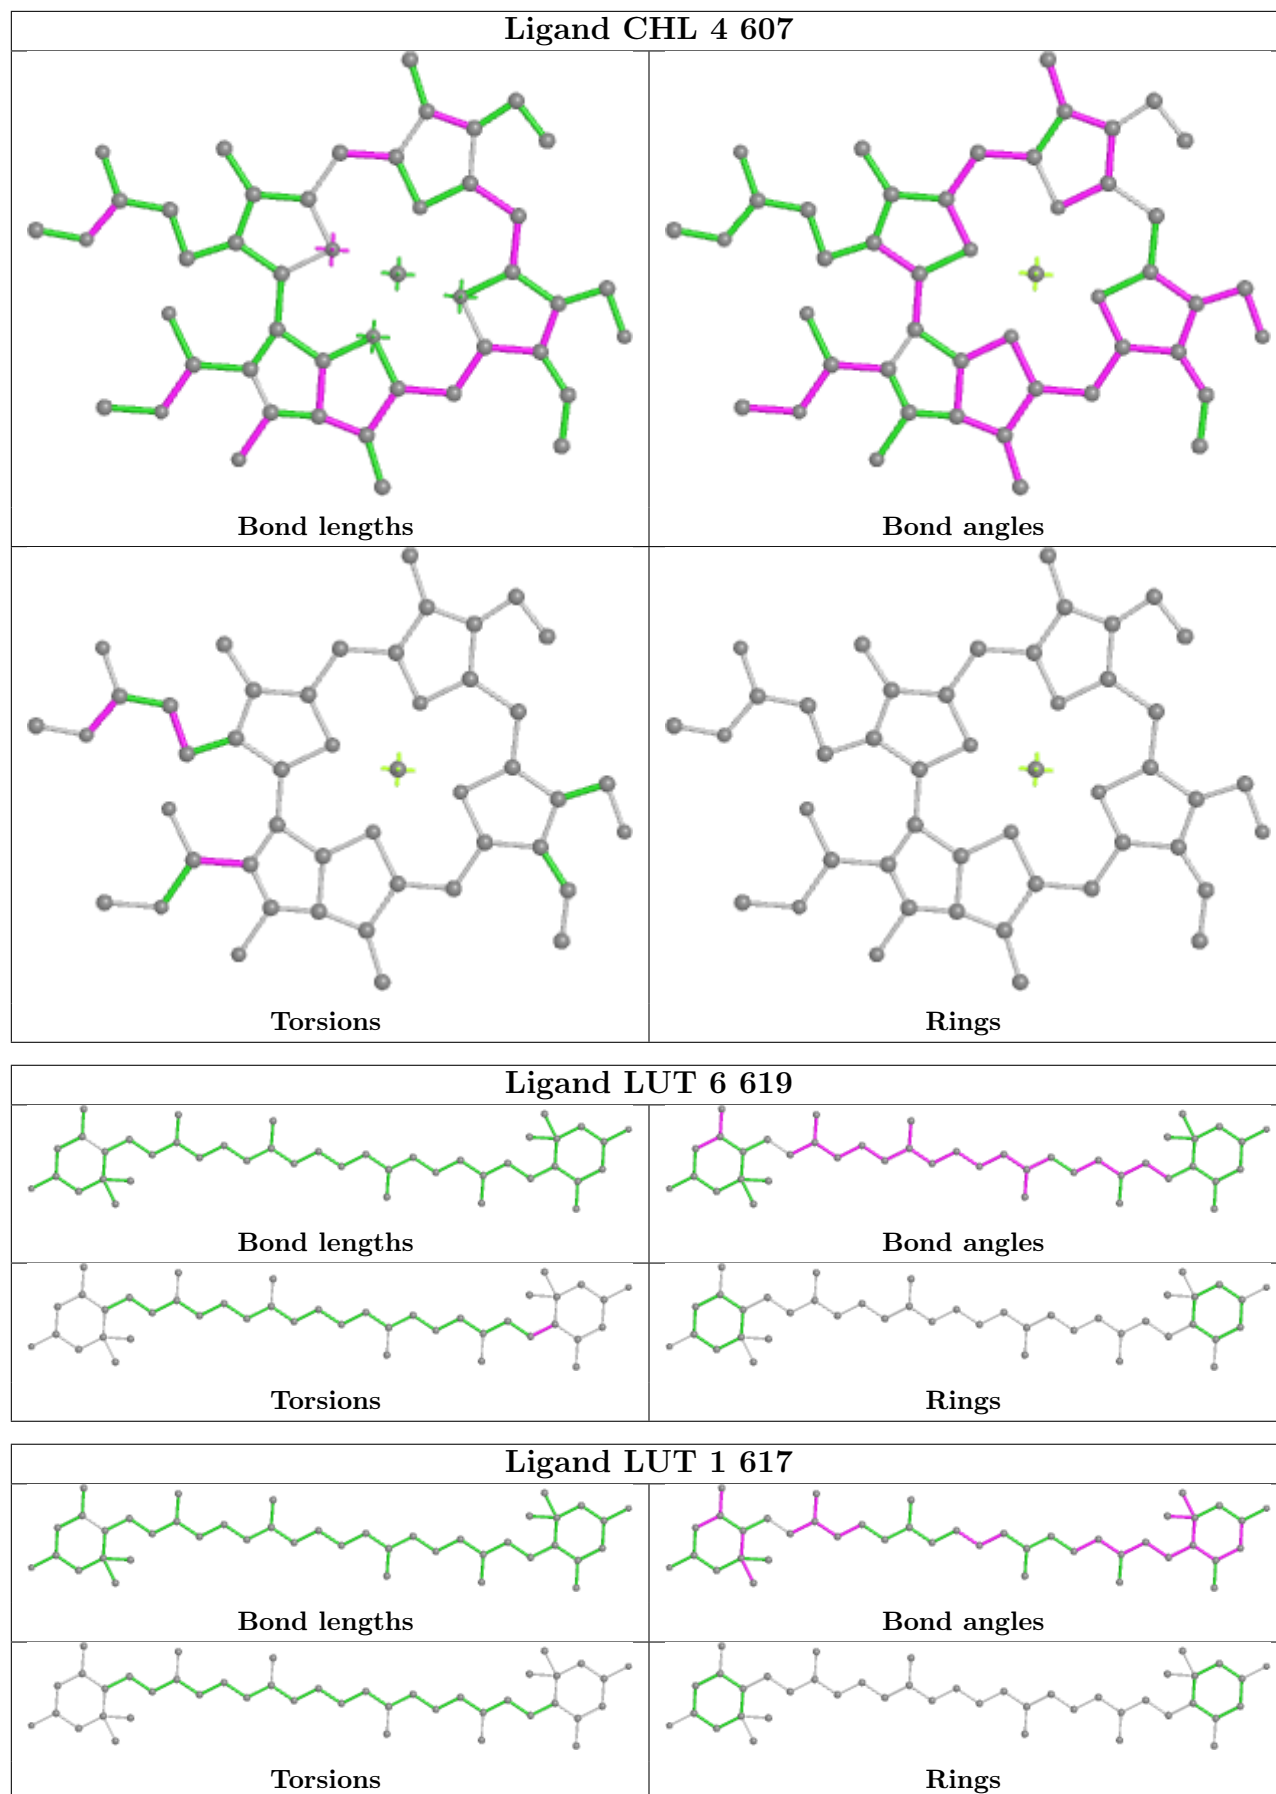 Ligand CHL 4 607
Bond lengths
Bond angles
Torsions
Rings
Ligand LUT 6 619
Bond lengths
Bond angles
Torsions
Rings
Ligand LUT 1 617
Bond lengths
Bond angles
Torsions
Rings